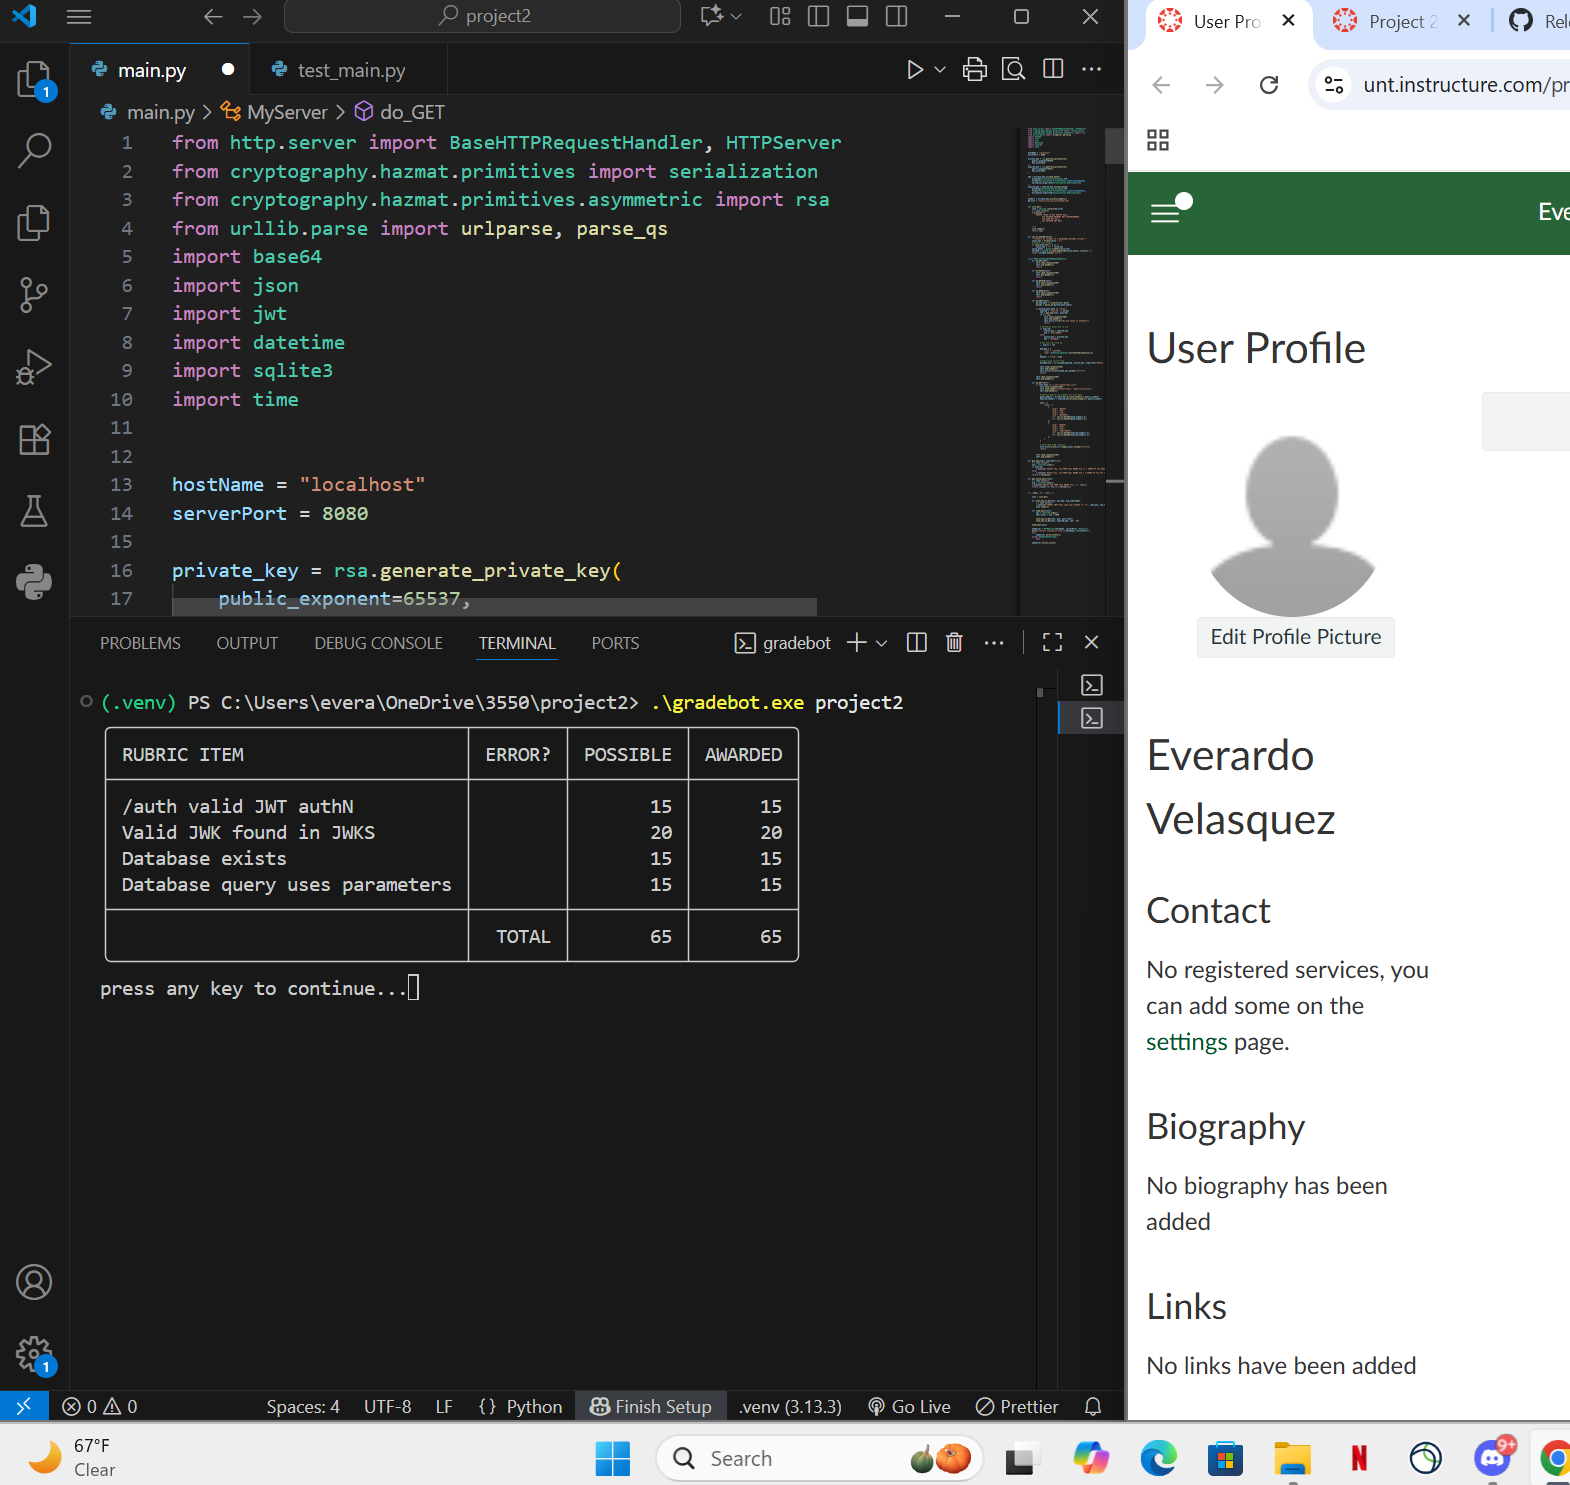 project2
main.py
test_main.py
main.py > MyServer > do_GET
1 from http.server import BaseHTTPRequestHandler, HTTPServer
2 from cryptography.hazmat.primitives import serialization
3 from cryptography.hazmat.primitives.asymmetric import rsa
4 from urllib.parse import urlparse, parse_qs
5 import base64
6 import json
7 import jwt
8 import datetime
9 import sqlite3
10 import time
11
12
13 hostName = "localhost"
14 serverPort = 8080
15
16 private_key = rsa.generate_private_key(
17 public_exponent=65537,
PROBLEMS OUTPUT DEBUG CONSOLE TERMINAL PORTS gradebot
(.venv) PS C:\Users\evera\OneDrive\3550\project2> .\gradebot.exe project2
RUBRIC ITEM ERROR? POSSIBLE AWARDED
/auth valid JWT authN 15 15
Valid JWK found in JWKS 20 20
Database exists 15 15
Database query uses parameters 15 15
TOTAL 65 65
press any key to continue...
1
1
0 0 Spaces: 4 UTF-8 LF {} Python Finish Setup .venv (3.13.3) Go Live Prettier
User Pro
Project 2
Rel
unt.instructure.com/pr
Eve
User Profile
Edit Profile Picture
Everardo
Velasquez
Contact
No registered services, you
can add some on the
settings page.
Biography
No biography has been
added
Links
No links have been added
67°F
Clear
Search
N
9+